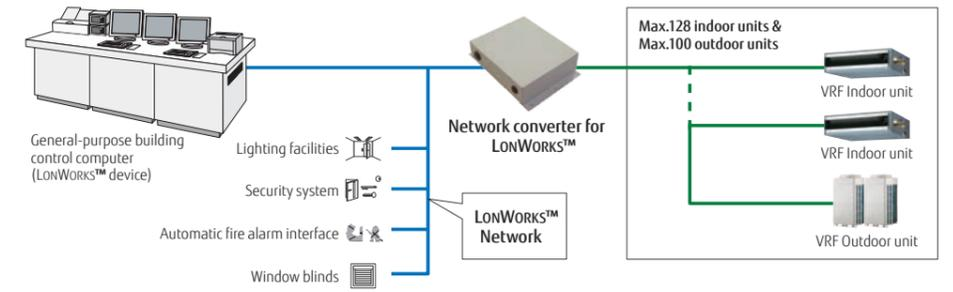 Max.128 indoor units &
Max.100 outdoor units
VRF Indoor unit
VRF Indoor unit
VRF Outdoor unit
Network converter for
LONWORKS™
General-purpose building
control computer
(LONWORKS™ device)
Lighting facilities
Security system
Automatic fire alarm interface
Window blinds
LONWORKS™
Network